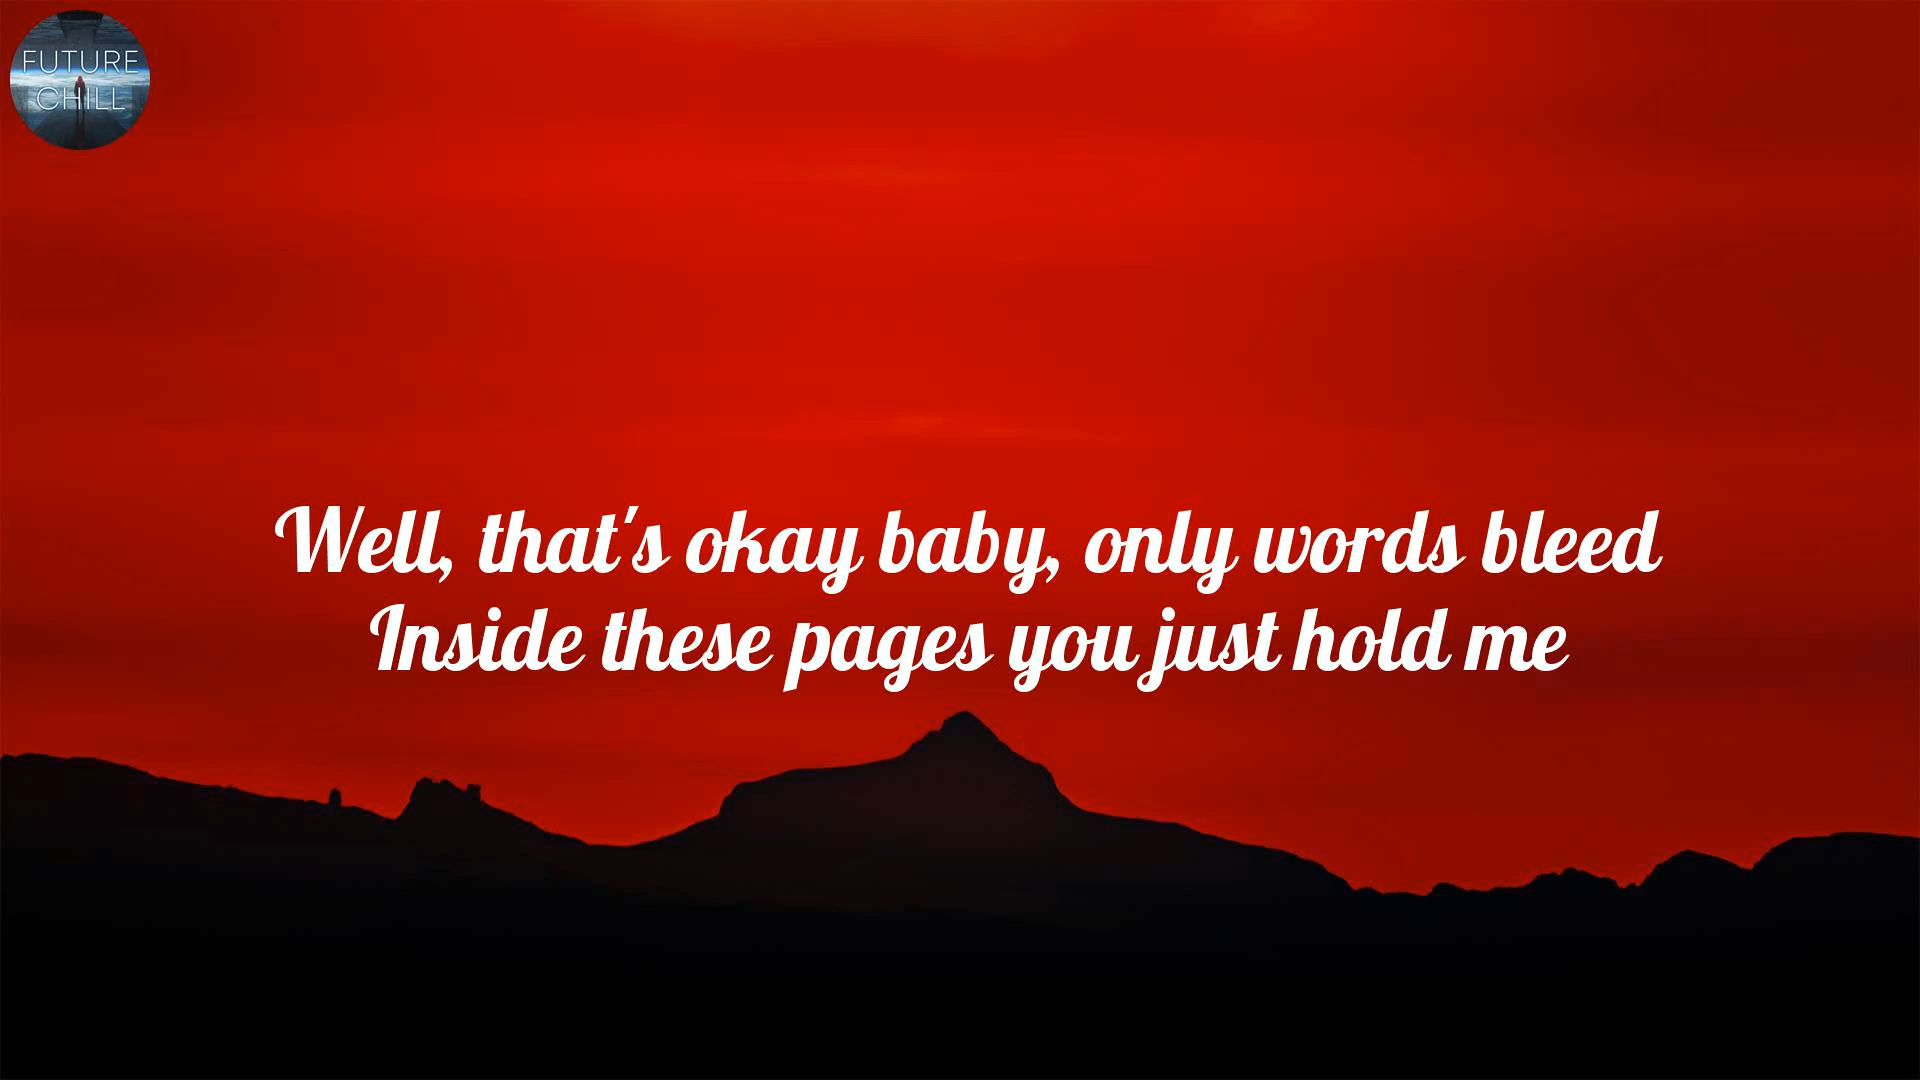 FUTURE
CHILL
Well, that's okay baby, only words bleed
Inside these pages you just hold me